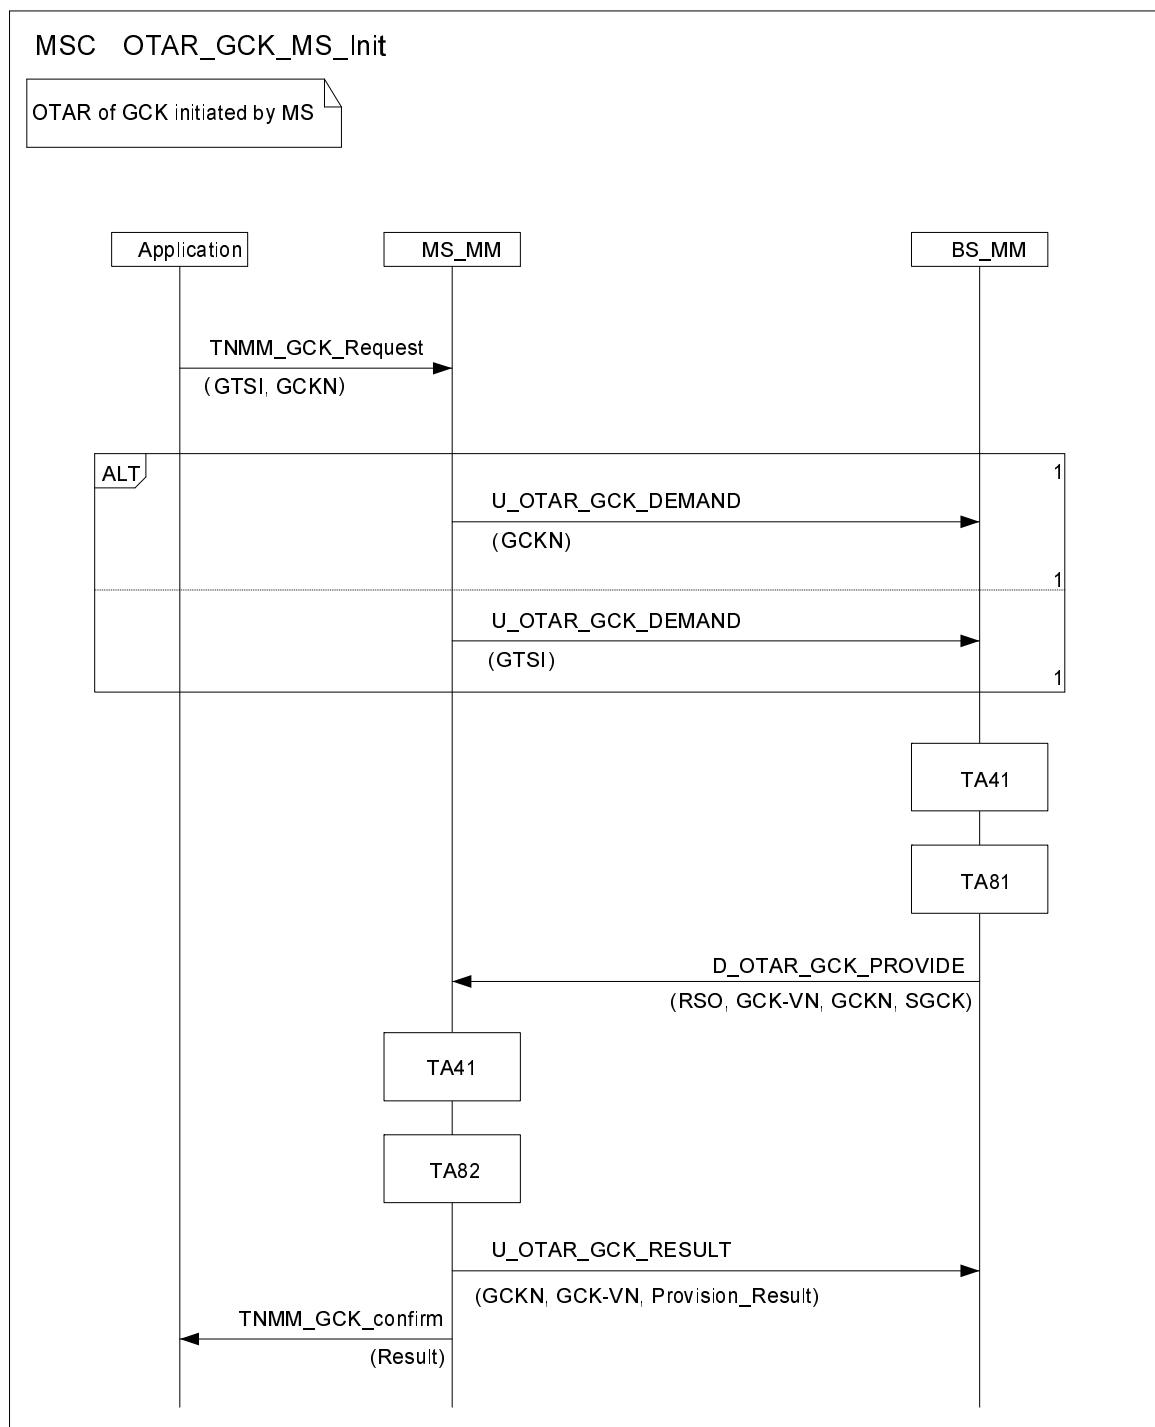 MSC OTAR_GCK_MS_Init
OTAR of GCK initiated by MS
Application
MS_MM
BS_MM
TNMM_GCK_Request
(GTSI, GCKN)
ALT
1
U_OTAR_GCK_DEMAND
(GCKN)
1
U_OTAR_GCK_DEMAND
(GTSI)
1
TA41
TA81
D_OTAR_GCK_PROVIDE
(RSO, GCK-VN, GCKN, SGCK)
TA41
TA82
U_OTAR_GCK_RESULT
(GCKN, GCK-VN, Provision_Result)
TNMM_GCK_confirm
(Result)